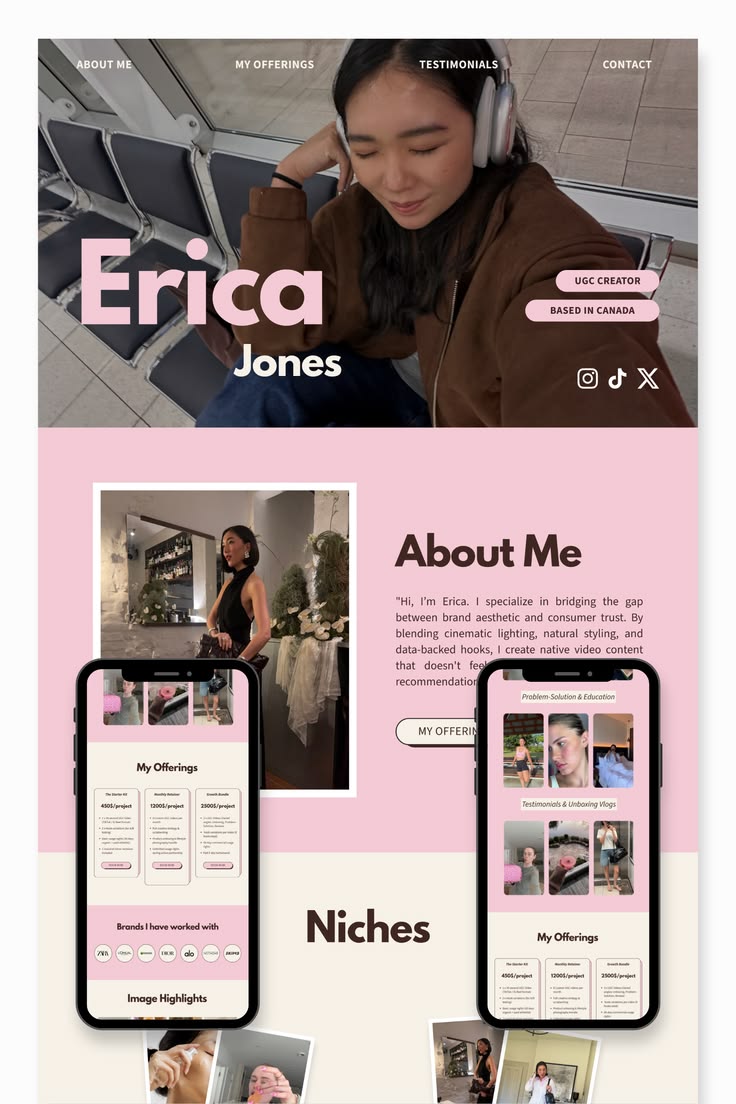 ABOUT ME
MY OFFERINGS
TESTIMONIALS
CONTACT
Erica
Jones
UGC CREATOR
BASED IN CANADA
About Me
"Hi, I'm Erica. I specialize in bridging the gap
between brand aesthetic and consumer trust. By
blending cinematic lighting, natural styling, and
data-backed hooks, I create native video content
that doesn't feel
recommendation
MY OFFERIN
My Offerings
The Starter Kit
450$/project
Monthly Retainer
1200$/project
Growth Bundle
2500$/project
Brands I have worked with
ZARA
DIOR
alo
Image Highlights
Problem-Solution & Education
Testimonials & Unboxing Vlogs
My Offerings
The Starter Kit
450$/project
Monthly Retainer
1200$/project
Growth Bundle
2500$/project
Niches